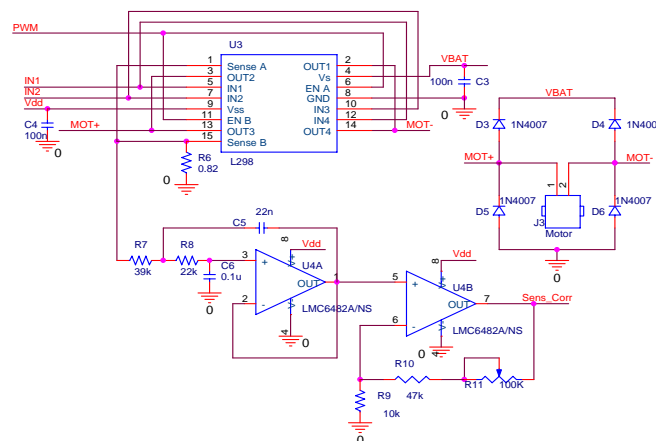 PWM
U3
1 Sense A OUT1 2
3 OUT2 Vs 4
5 IN1 EN A 6
7 IN2 GND 8
9 Vss IN3 10
11 EN B IN4 12
13 OUT3 OUT4 14
15 Sense B
L298
IN1
IN2
Vdd
C4
100n
0
MOT+
MOT-
R6
0.82
0
VBAT
100n C3
0
VBAT
D3 1N4007 D4 1N4007
MOT+ MOT-
1 2
1N4007 1N4007
D5 D6
J3
Motor
0
C5 22n
R7
39k
R8
22k
C6
0.1u
0
3 + 8 Vdd
U4A
OUT 1
2 -
4
LMC6482A/NS
0
5 + 8 Vdd
U4B
OUT 7
6 -
4
LMC6482A/NS
0
Sens_Corr
R10
47k
R11 100K
R9
10k
0